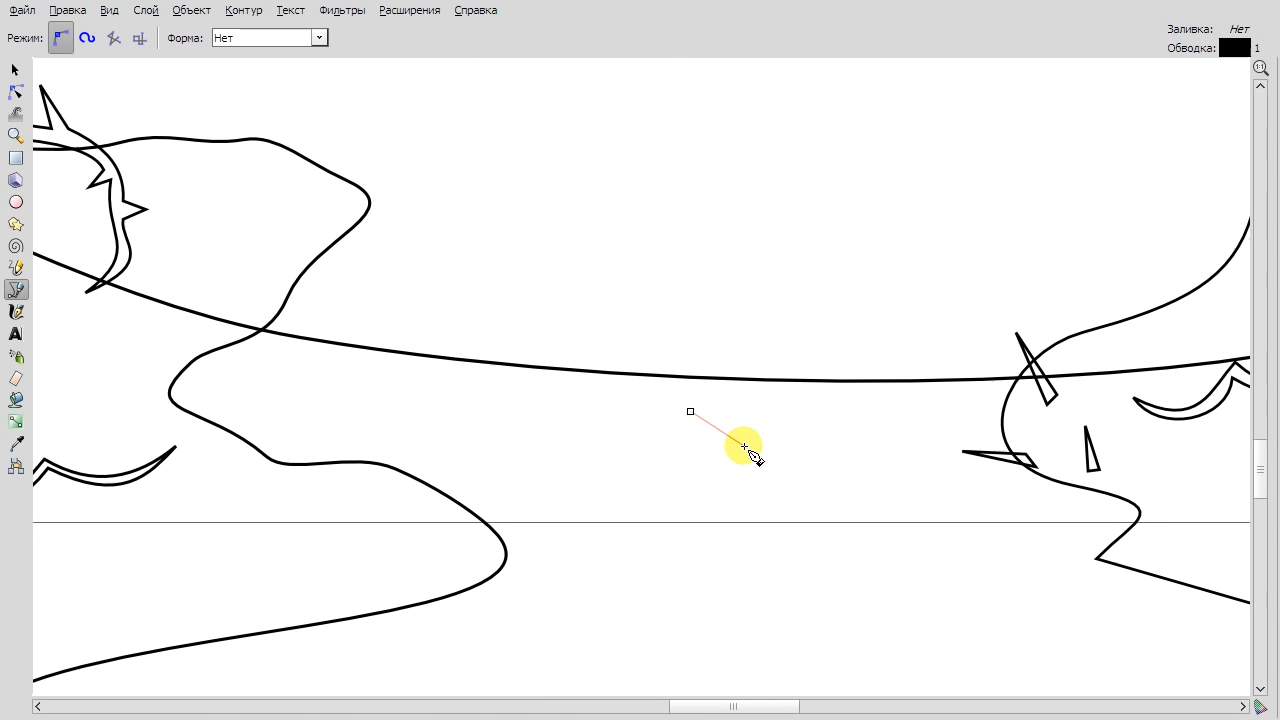 Файл Правка Вид Слой Объект Контур Текст Фильтры Расширения Справка
Режим: Форма: Нет
Заливка: Нет
Обводка: 1